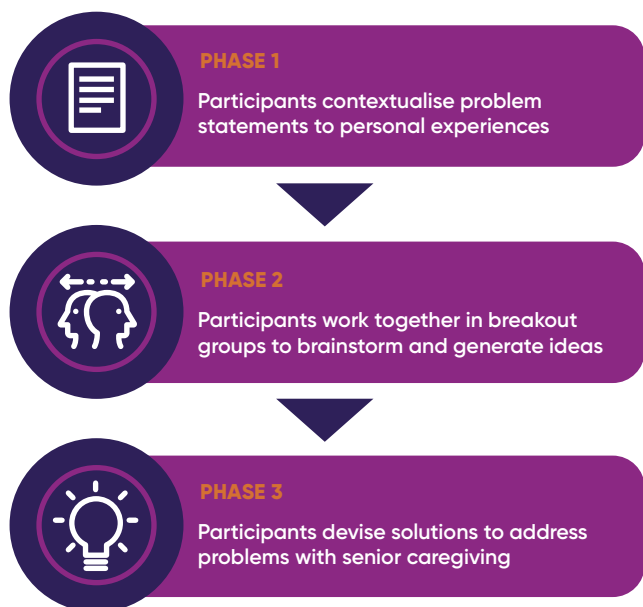 PHASE 1
Participants contextualise problem
statements to personal experiences
PHASE 2
Participants work together in breakout
groups to brainstorm and generate ideas
PHASE 3
Participants devise solutions to address
problems with senior caregiving